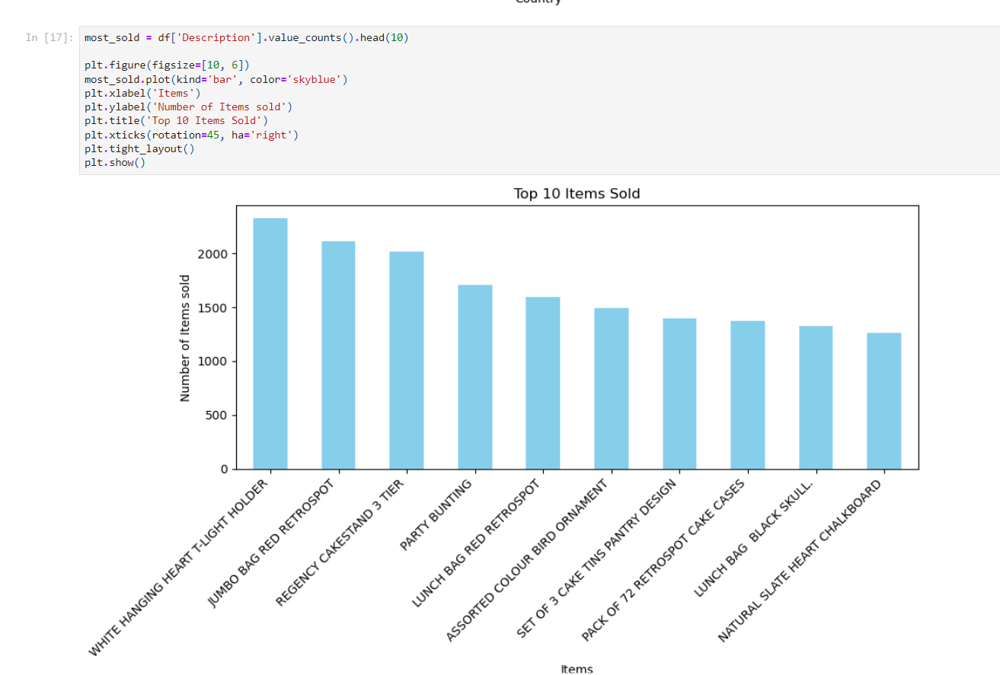 Country
In [17]:
most_sold = df['Description'].value_counts().head(10)
plt.figure(figsize=[10, 6])
most_sold.plot(kind='bar', color='skyblue')
plt.xlabel('Items')
plt.ylabel('Number of Items sold')
plt.title('Top 10 Items Sold')
plt.xticks(rotation=45, ha='right')
plt.tight_layout()
plt.show()
Top 10 Items Sold
Number of Items sold
2000
1500
1000
500
0
WHITE HANGING HEART T-LIGHT HOLDER
JUMBO BAG RED RETROSPOT
REGENCY CAKESTAND 3 TIER
PARTY BUNTING
LUNCH BAG RED RETROSPOT
ASSORTED COLOUR BIRD ORNAMENT
SET OF 3 CAKE TINS PANTRY DESIGN
PACK OF 72 RETROSPOT CAKE CASES
LUNCH BAG  BLACK SKULL.
NATURAL SLATE HEART CHALKBOARD
Items